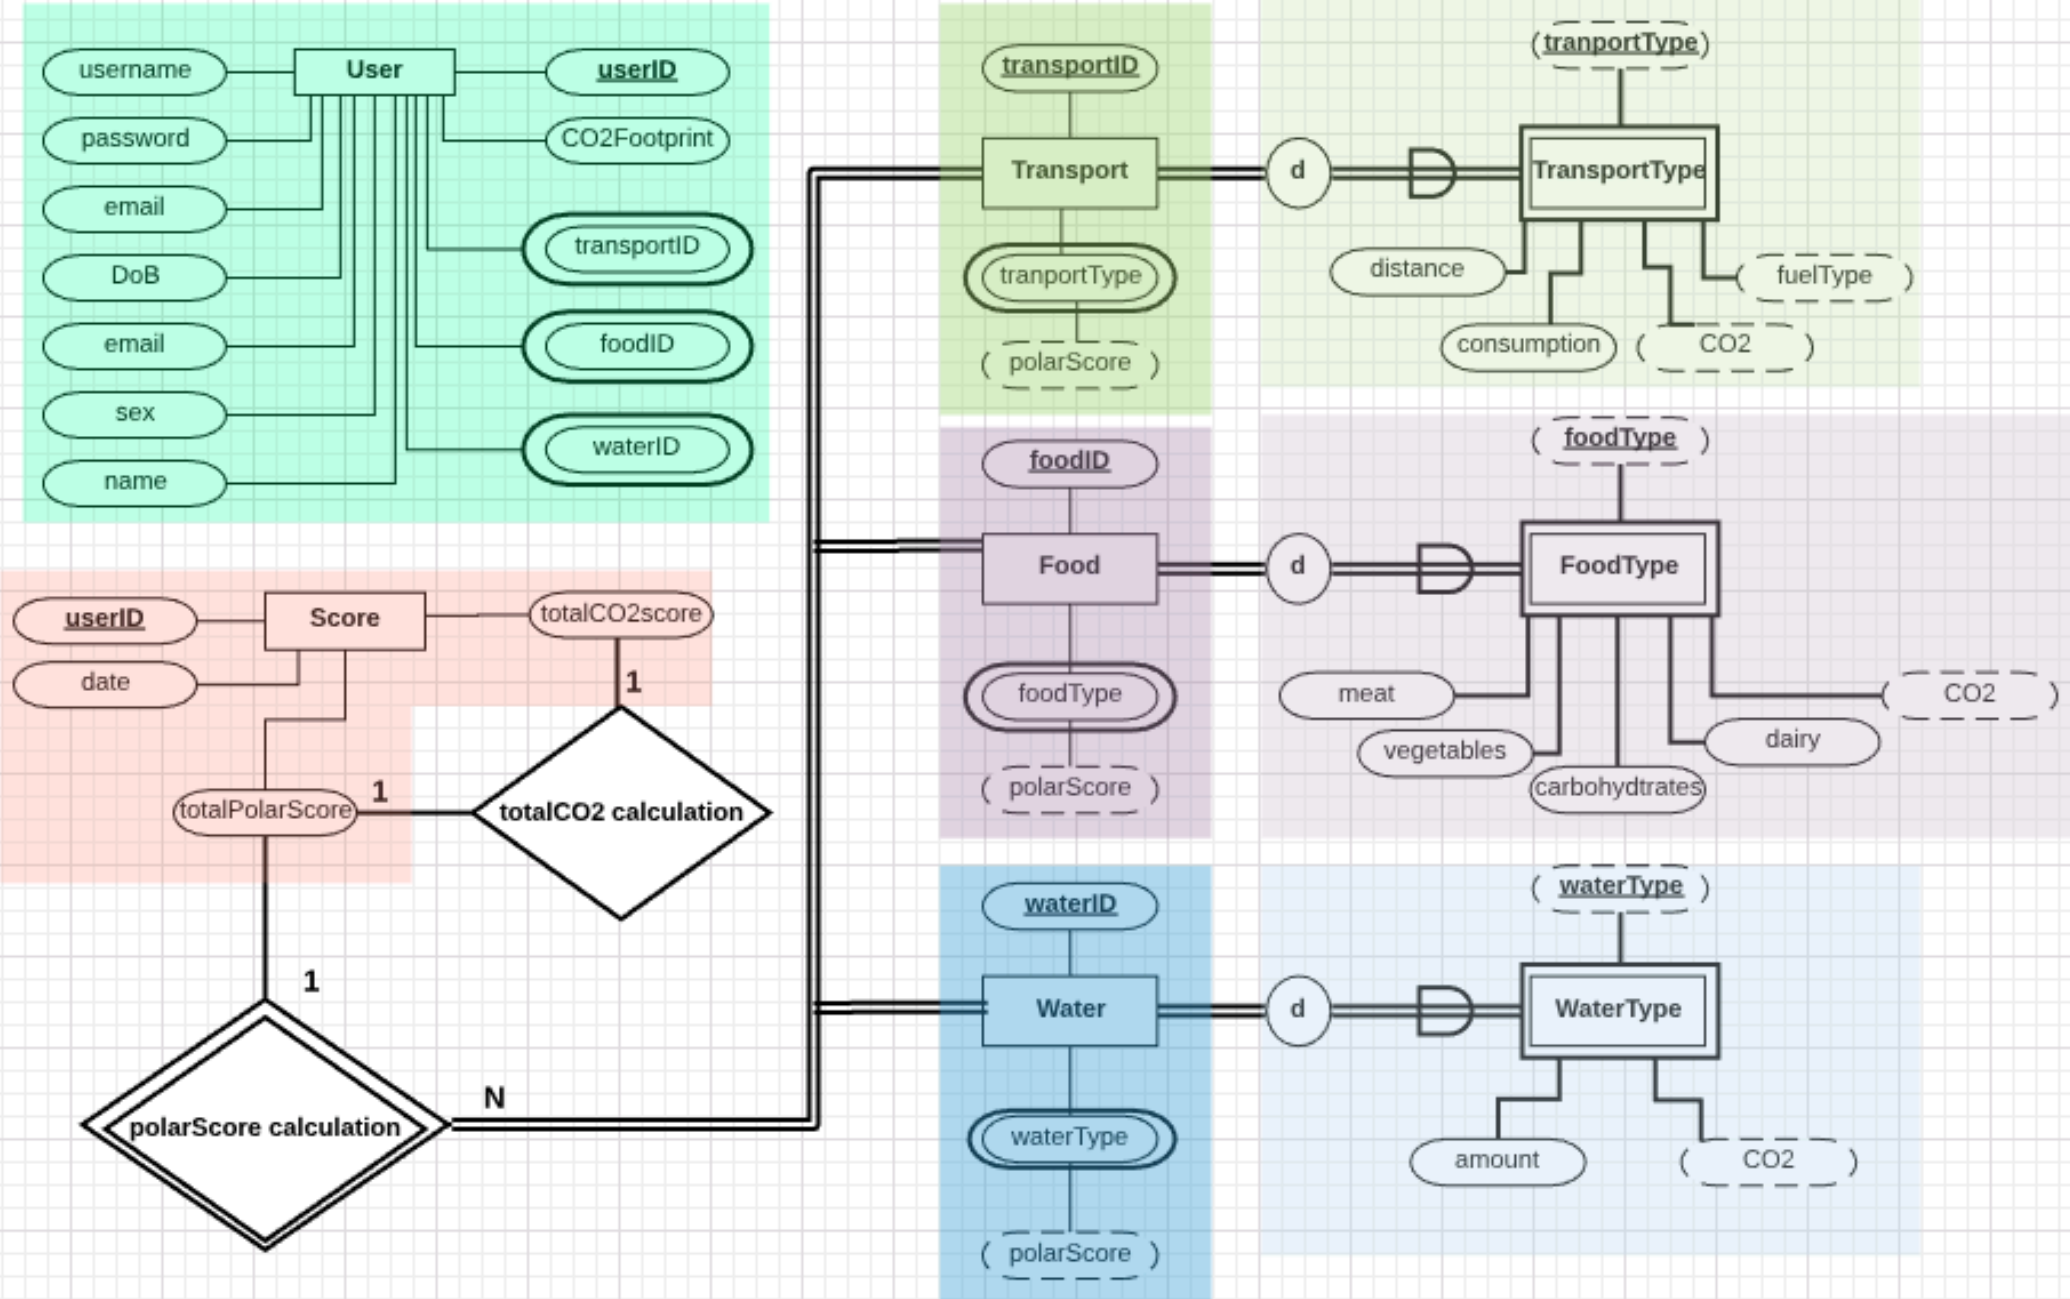 User
username
userID
password
CO2Footprint
email
transportID
DoB
email
foodID
sex
waterID
name
Score
userID
totalCO2score
date
1
totalPolarScore
1
totalCO2 calculation
1
polarScore calculation
N
transportID
Transport
tranportType
polarScore
d
tranportType
TransportType
distance
fuelType
consumption
CO2
foodID
Food
foodType
polarScore
d
foodType
FoodType
meat
CO2
vegetables
dairy
carbohydtrates
waterID
Water
waterType
polarScore
d
waterType
WaterType
amount
CO2